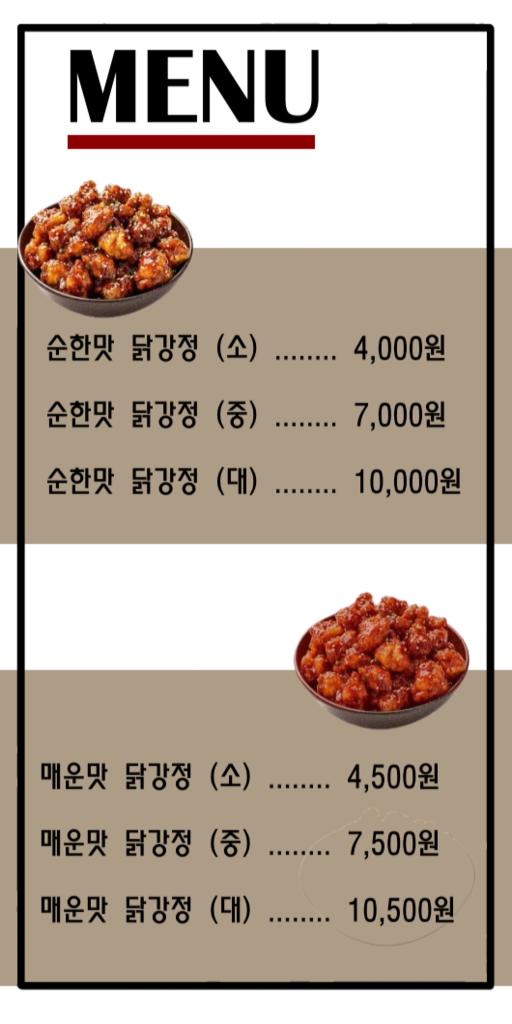 MENU
순한맛 닭강정 (소) ........ 4,000원
순한맛 닭강정 (중) ........ 7,000원
순한맛 닭강정 (대) ........ 10,000원
매운맛 닭강정 (소) ........ 4,500원
매운맛 닭강정 (중) ........ 7,500원
매운맛 닭강정 (대) ........ 10,500원